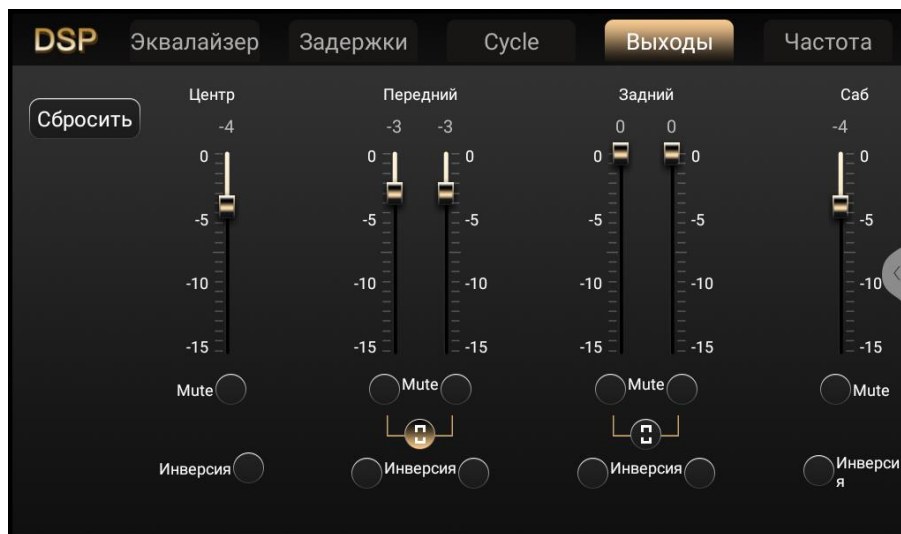 DSP Эквалайзер Задержки Cycle Выходы Частота
Центр Передний Задний Саб
Сбросить
-4 -3 -3 0 0 -4
0 0 0 0 0 0
-5 -5 -5 -5 -5 -5
-10 -10 -10 -10 -10 -10
-15 -15 -15 -15 -15 -15
Mute Mute Mute Mute
Инверсия Инверсия Инверсия Инверси
я